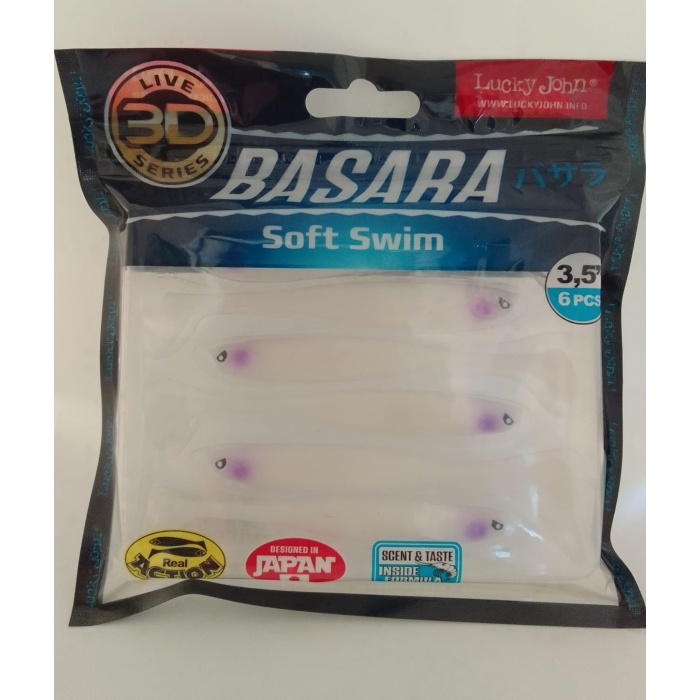 LIVE
3D
SERIES
Lucky John®
WWW.LUCKYJOHN.INFO
BASARA バサラ
Soft Swim
3,5"
6 PCS
Real
ACTION
DESIGNED IN
JAPAN
SCENT & TASTE
INSIDE
FORMULA